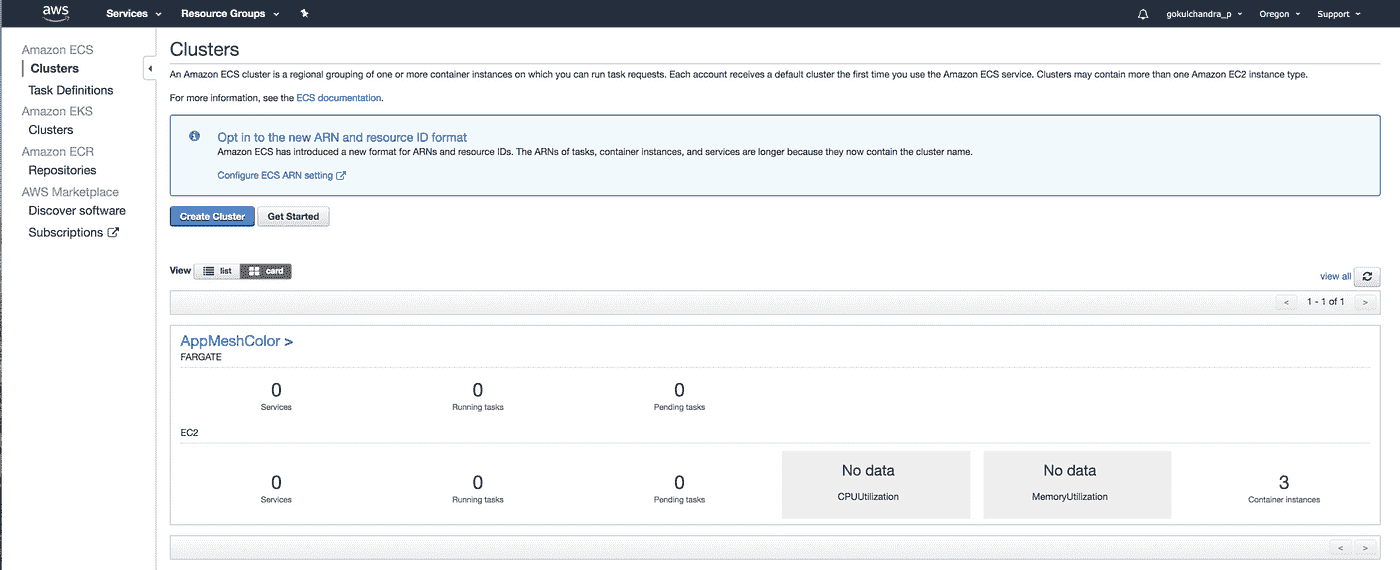 aws Services Resource Groups gokulchandra_p Oregon Support
Amazon ECS
Clusters
Task Definitions
Amazon EKS
Clusters
Amazon ECR
Repositories
AWS Marketplace
Discover software
Subscriptions
Clusters
An Amazon ECS cluster is a regional grouping of one or more container instances on which you can run task requests. Each account receives a default cluster the first time you use the Amazon ECS service. Clusters may contain more than one Amazon EC2 instance type.
For more information, see the ECS documentation.
Opt in to the new ARN and resource ID format
Amazon ECS has introduced a new format for ARNs and resource IDs. The ARNs of tasks, container instances, and services are longer because they now contain the cluster name.
Configure ECS ARN setting
Create Cluster Get Started
View list card
view all
< 1 - 1 of 1 >
AppMeshColor >
FARGATE
0 0 0
Services Running tasks Pending tasks
EC2
0 0 0 No data No data 3
Services Running tasks Pending tasks CPUUtilization MemoryUtilization Container instances
< >